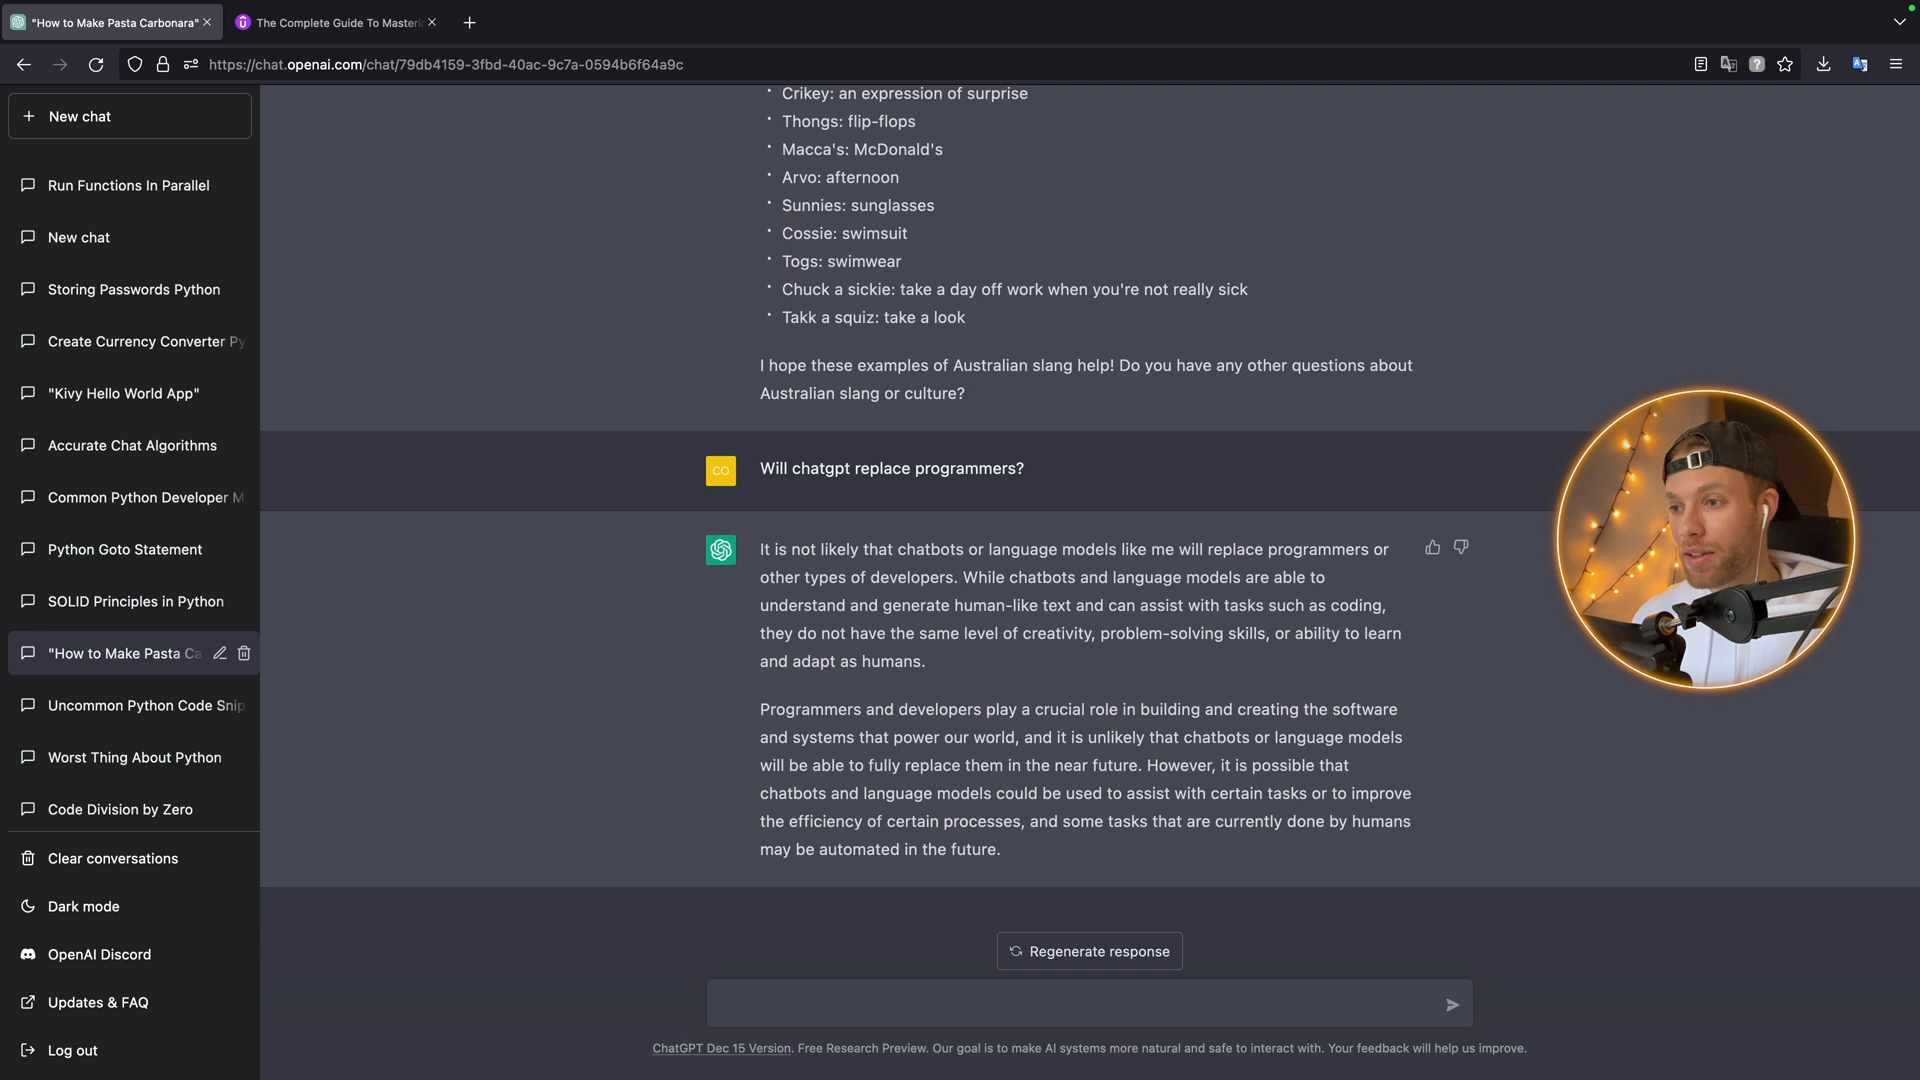 "How to Make Pasta Carbonara"
The Complete Guide To Masteri
https://chat.openai.com/chat/79db4159-3fbd-40ac-9c7a-0594b6f64a9c
New chat
Run Functions In Parallel
New chat
Storing Passwords Python
Create Currency Converter Py
"Kivy Hello World App"
Accurate Chat Algorithms
Common Python Developer M
Python Goto Statement
SOLID Principles in Python
"How to Make Pasta Ca
Uncommon Python Code Snip
Worst Thing About Python
Code Division by Zero
Clear conversations
Dark mode
OpenAI Discord
Updates & FAQ
Log out
• Crikey: an expression of surprise
• Thongs: flip-flops
• Macca's: McDonald's
• Arvo: afternoon
• Sunnies: sunglasses
• Cossie: swimsuit
• Togs: swimwear
• Chuck a sickie: take a day off work when you're not really sick
• Takk a squiz: take a look
I hope these examples of Australian slang help! Do you have any other questions about
Australian slang or culture?
CO
Will chatgpt replace programmers?
It is not likely that chatbots or language models like me will replace programmers or
other types of developers. While chatbots and language models are able to
understand and generate human-like text and can assist with tasks such as coding,
they do not have the same level of creativity, problem-solving skills, or ability to learn
and adapt as humans.
Programmers and developers play a crucial role in building and creating the software
and systems that power our world, and it is unlikely that chatbots or language models
will be able to fully replace them in the near future. However, it is possible that
chatbots and language models could be used to assist with certain tasks or to improve
the efficiency of certain processes, and some tasks that are currently done by humans
may be automated in the future.
Regenerate response
ChatGPT Dec 15 Version. Free Research Preview. Our goal is to make AI systems more natural and safe to interact with. Your feedback will help us improve.